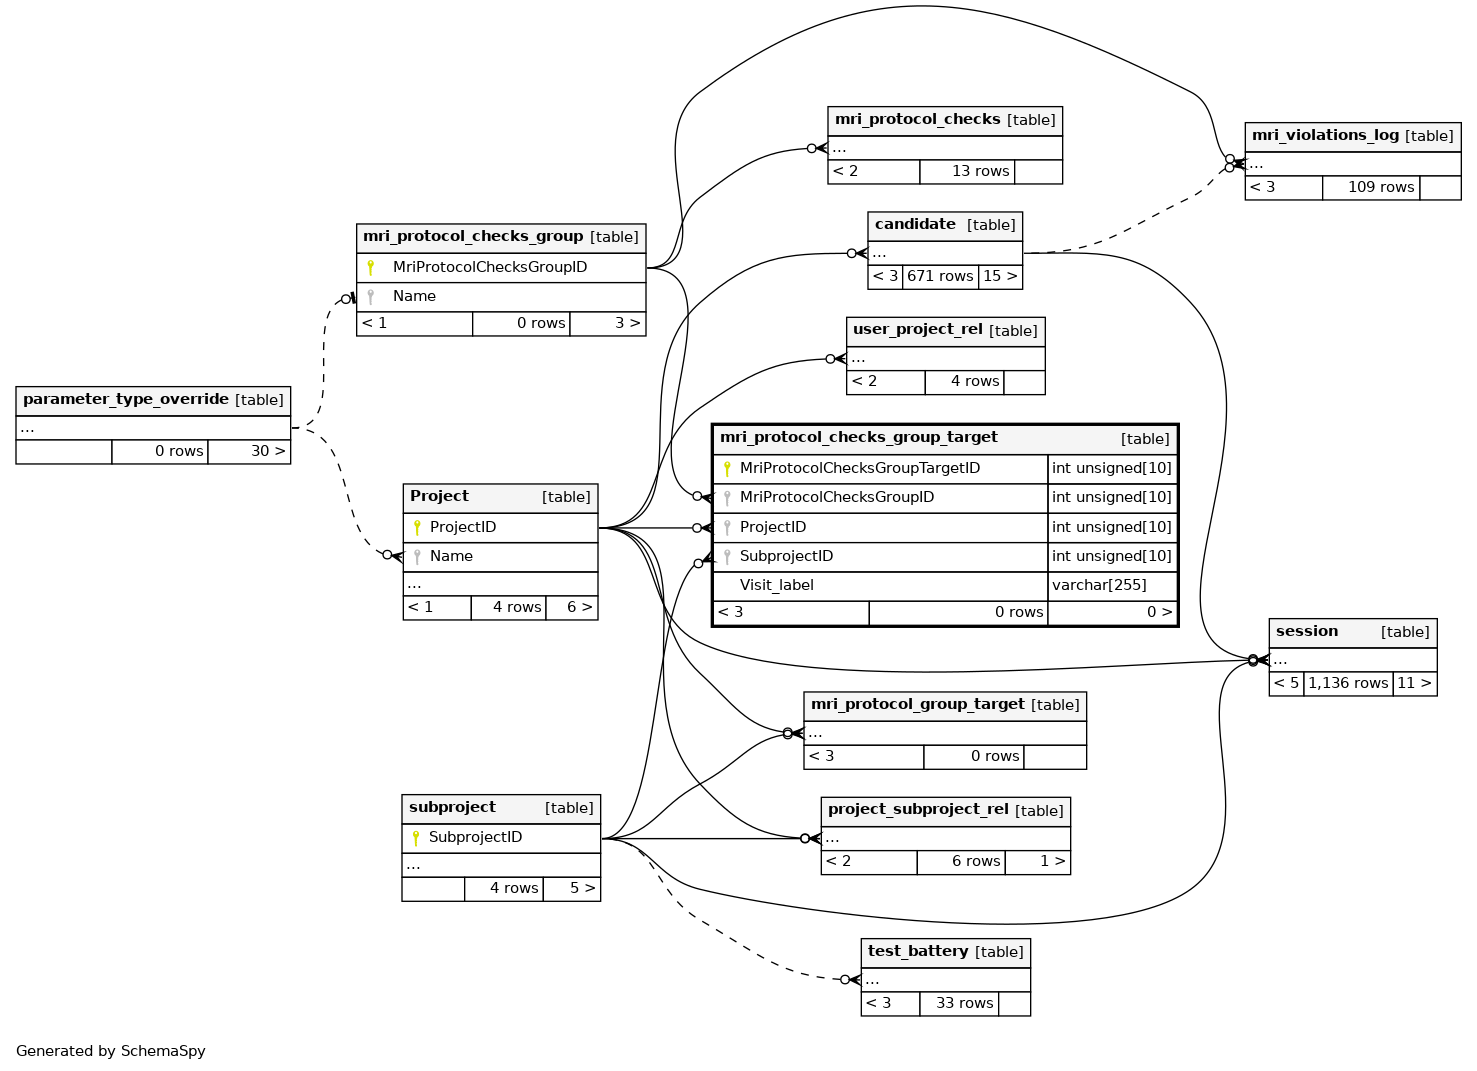 mri_protocol_checks [table]
...
< 2 13 rows
mri_violations_log [table]
...
< 3 109 rows
candidate [table]
...
< 3 671 rows 15 >
mri_protocol_checks_group [table]
MriProtocolChecksGroupID
Name
< 1 0 rows 3 >
user_project_rel [table]
...
< 2 4 rows
parameter_type_override [table]
...
0 rows 30 >
mri_protocol_checks_group_target [table]
MriProtocolChecksGroupTargetID int unsigned[10]
MriProtocolChecksGroupID int unsigned[10]
ProjectID int unsigned[10]
SubprojectID int unsigned[10]
Visit_label varchar[255]
< 3 0 rows 0 >
Project [table]
ProjectID
Name
...
< 1 4 rows 6 >
session [table]
...
< 5 1,136 rows 11 >
mri_protocol_group_target [table]
...
< 3 0 rows
subproject [table]
SubprojectID
...
4 rows 5 >
project_subproject_rel [table]
...
< 2 6 rows 1 >
test_battery [table]
...
< 3 33 rows
Generated by SchemaSpy